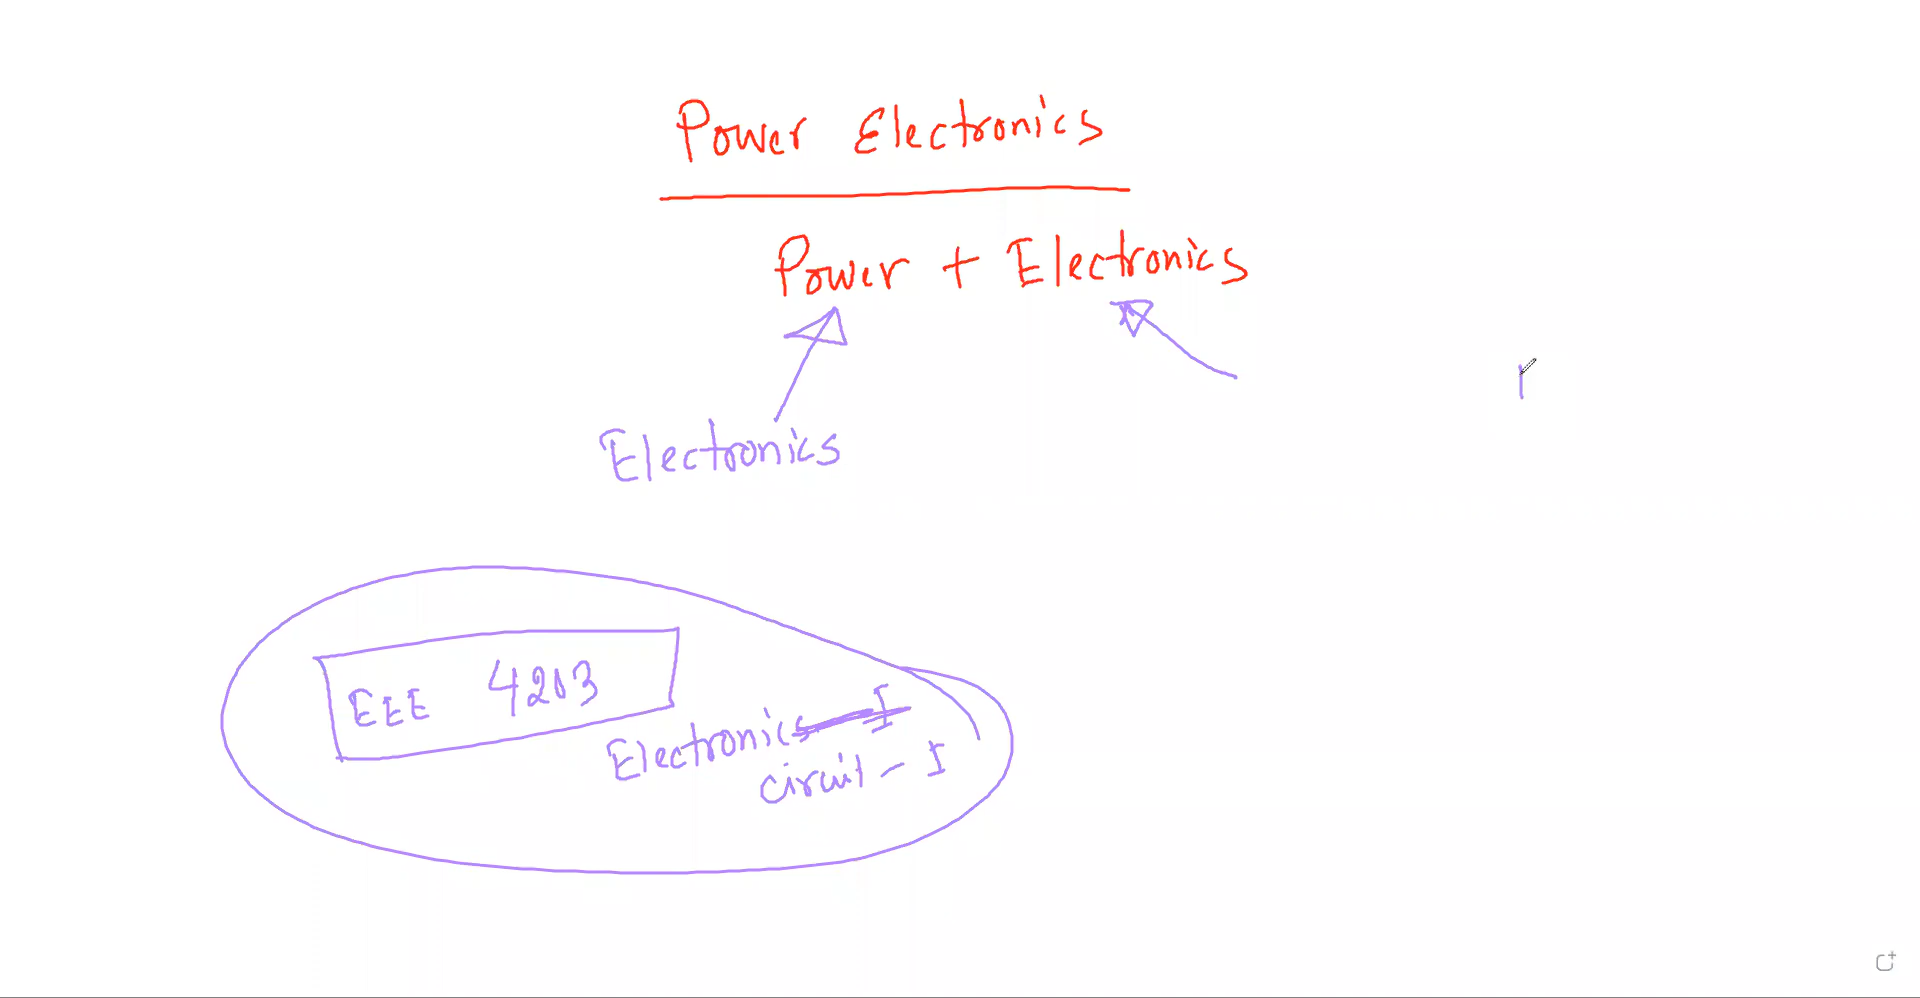 Power Electronics
Power + Electronics
Electronics
EEE 4203
Electronics - I
circuit - I